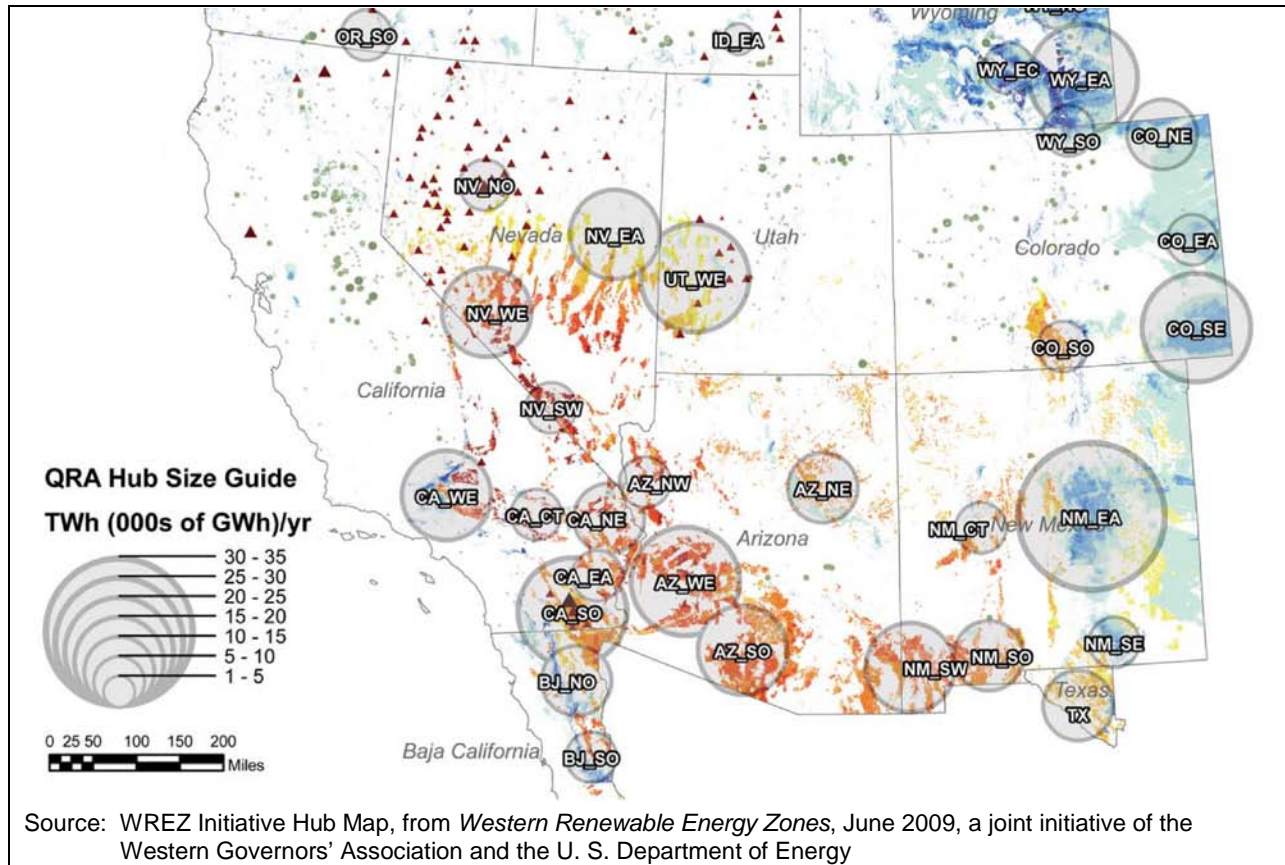 Wyoming
OR_SO
ID_EA
WY_EC
WY_EA
WY_SO
CO_NE
NV_NO
Nevada
NV_EA
Utah
CO_EA
Colorado
UT_WE
NV_WE
CO_SE
CO_SO
California
NV_SW
QRA Hub Size Guide
TWh (000s of GWh)/yr
30 - 35
25 - 30
20 - 25
15 - 20
10 - 15
5 - 10
1 - 5
0 25 50 100 150 200
Miles
CA_WE
CA_CT
CA_NE
AZ_NW
AZ_NE
NM_CT
New Mexico
NM_EA
Arizona
CA_EA
AZ_WE
CA_SO
AZ_SO
NM_SW
NM_SO
NM_SE
BJ_NO
Texas
TX
Baja California
BJ_SO
Source: WREZ Initiative Hub Map, from Western Renewable Energy Zones, June 2009, a joint initiative of the
Western Governors' Association and the U. S. Department of Energy